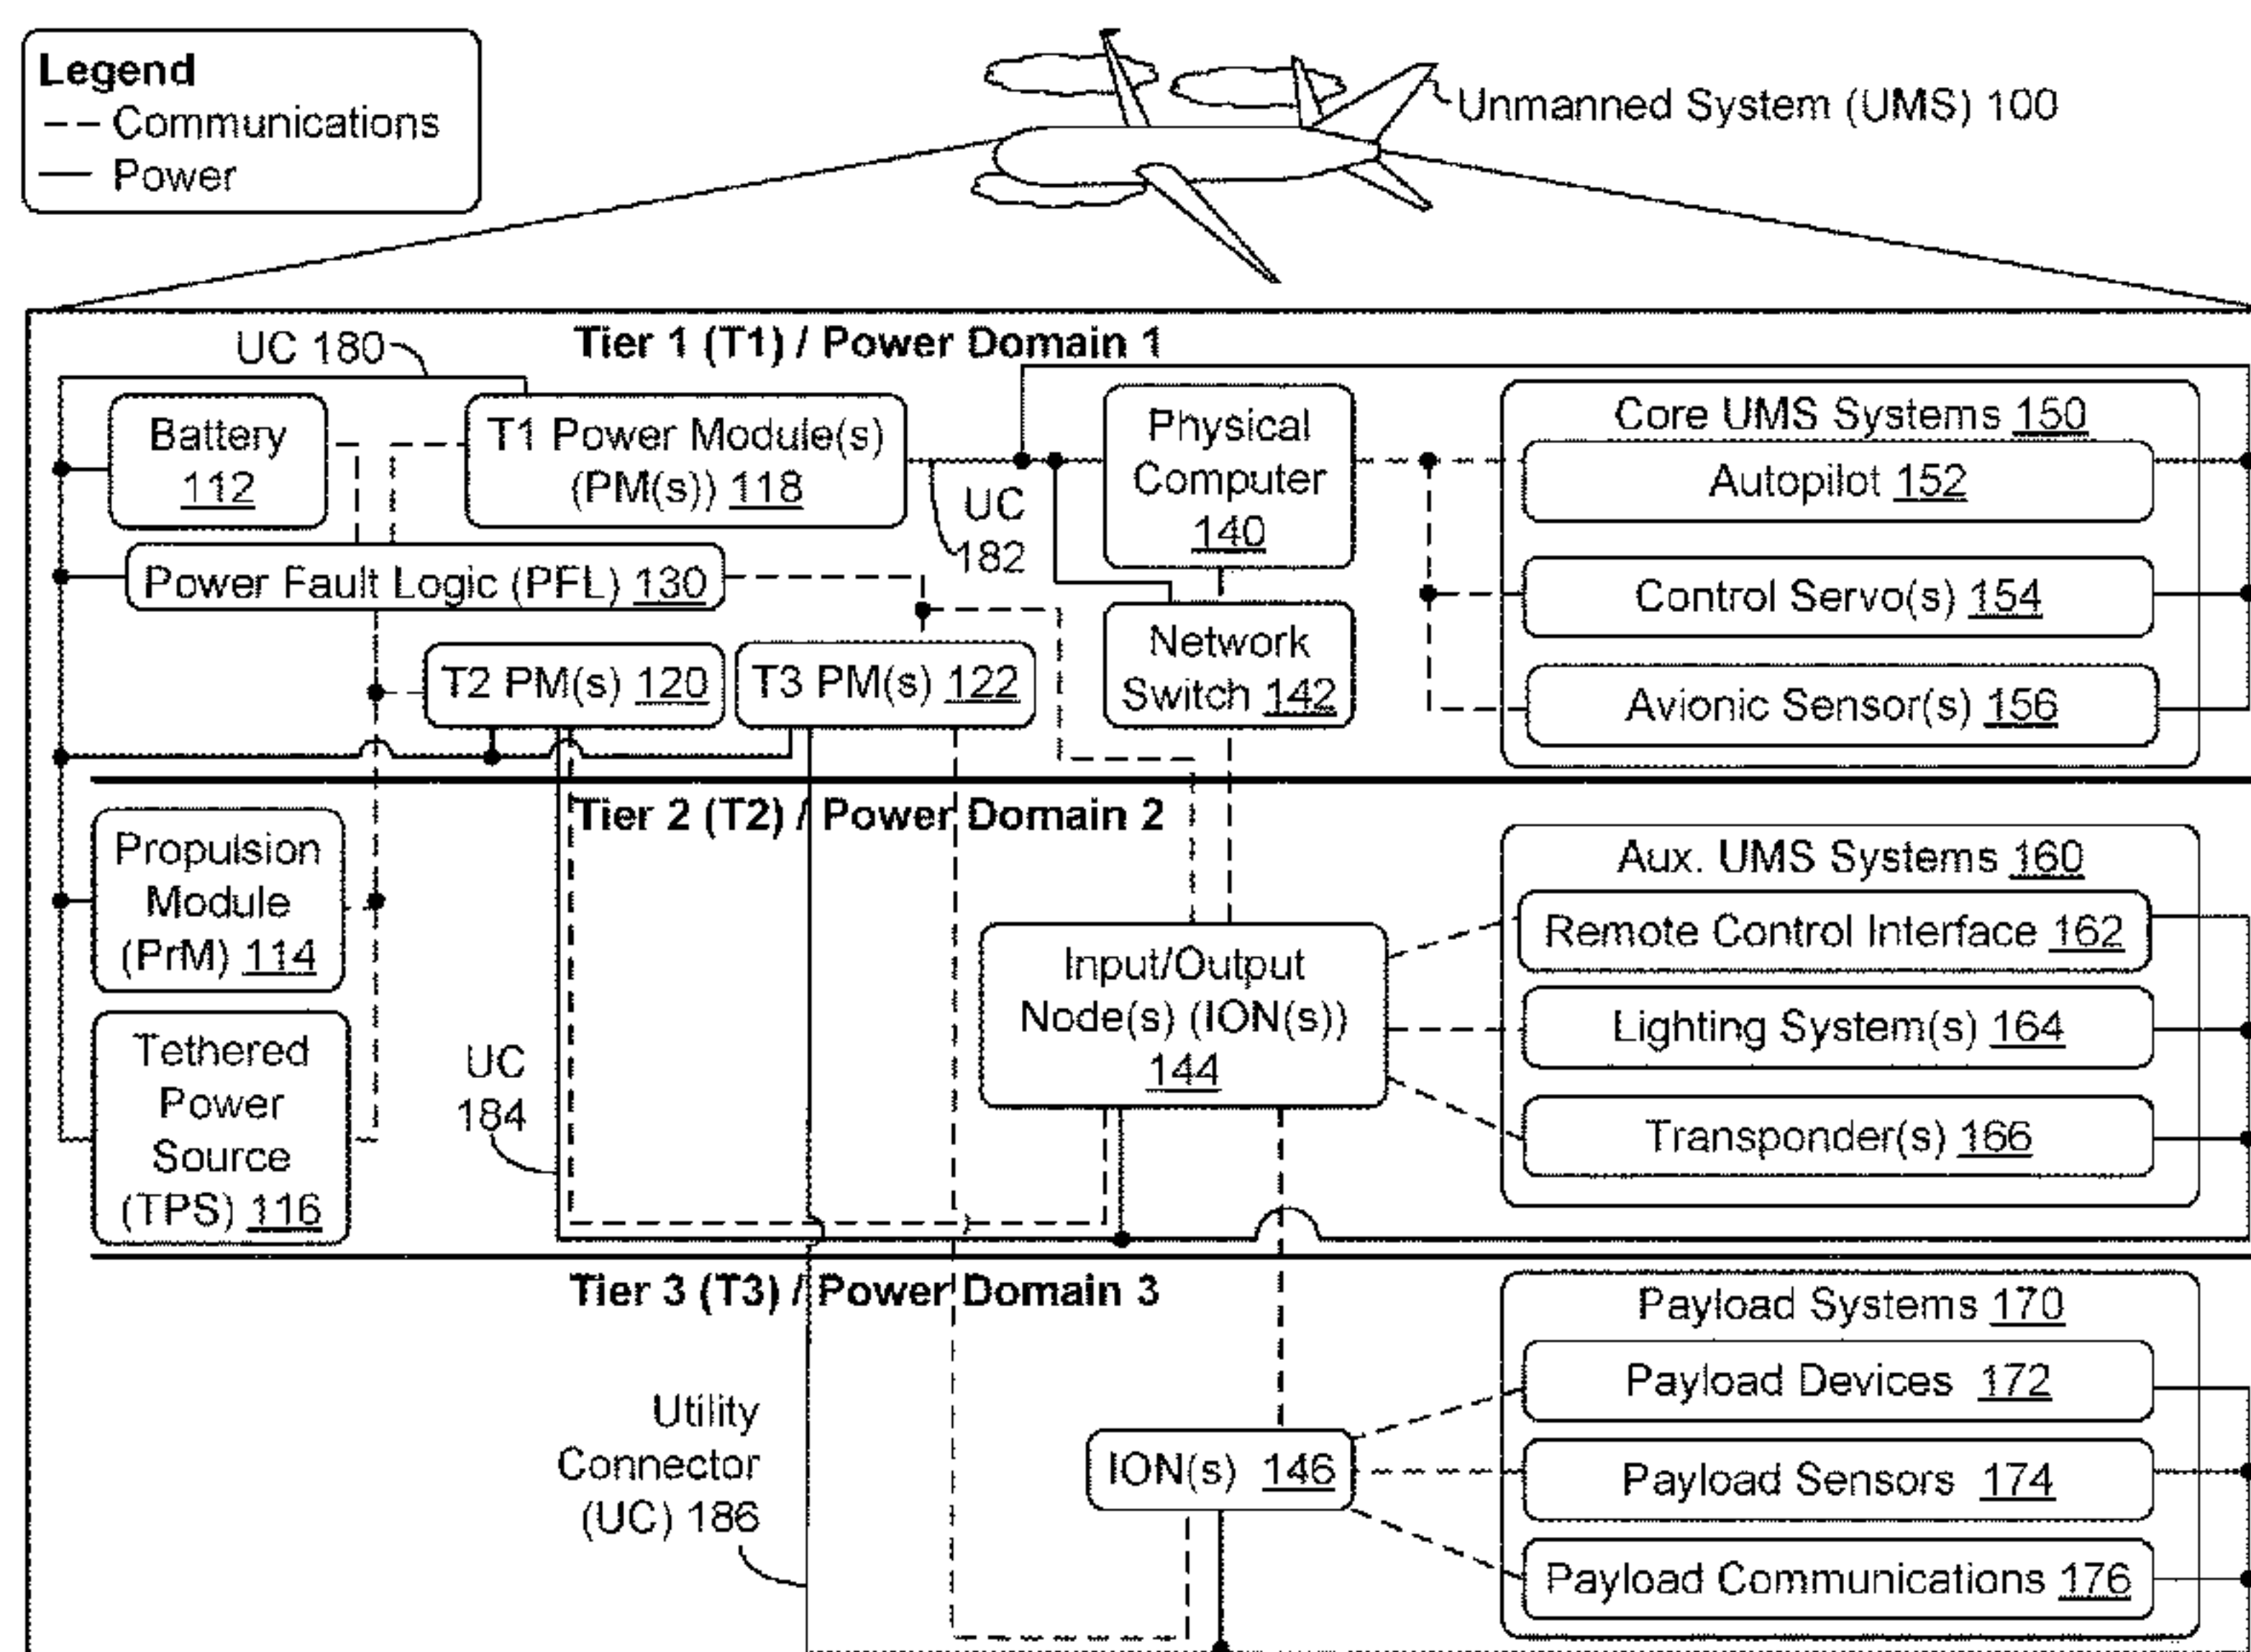 Legend
Communications
Power
Unmanned System (UMS) 100
Tier 1 (T1) / Power Domain 1
UC 180
Battery
112
T1 Power Module(s)
(PM(s)) 118
UC
182
Physical
Computer
140
Core UMS Systems 150
Autopilot 152
Control Servo(s) 154
Avionic Sensor(s) 156
Power Fault Logic (PFL) 130
T2 PM(s) 120
T3 PM(s) 122
Network
Switch 142
Tier 2 (T2) / Power Domain 2
Propulsion
Module
(PrM) 114
Tethered
Power
Source
(TPS) 116
UC
184
Input/Output
Node(s) (ION(s))
144
Aux. UMS Systems 160
Remote Control Interface 162
Lighting System(s) 164
Transponder(s) 166
Tier 3 (T3) / Power Domain 3
Utility
Connector
(UC) 186
ION(s) 146
Payload Systems 170
Payload Devices 172
Payload Sensors 174
Payload Communications 176